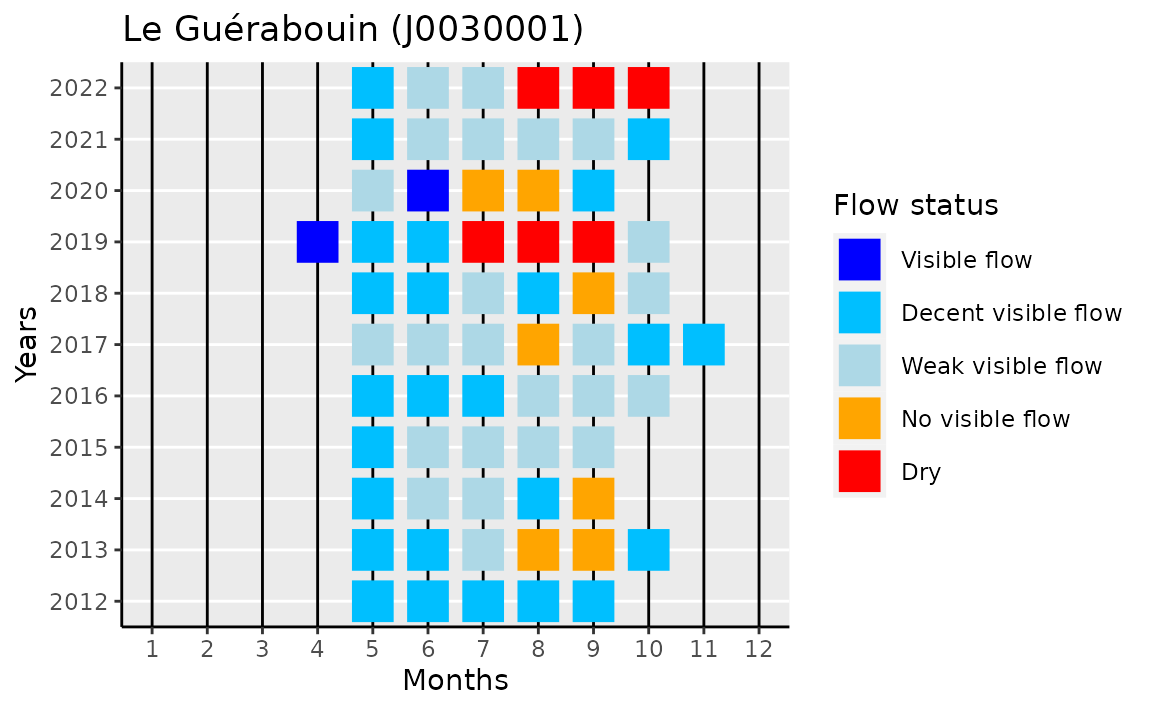 Le Guérabouin (J0030001)
Years
2022
2021
2020
2019
2018
2017
2016
2015
2014
2013
2012
1 2 3 4 5 6 7 8 9 10 11 12
Months
Flow status
Visible flow
Decent visible flow
Weak visible flow
No visible flow
Dry